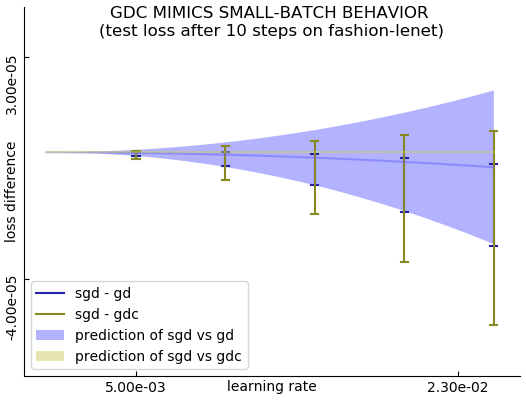 GDC MIMICS SMALL-BATCH BEHAVIOR
(test loss after 10 steps on fashion-lenet)
3.00e-05
loss difference
-4.00e-05
sgd - gd
sgd - gdc
prediction of sgd vs gd
prediction of sgd vs gdc
5.00e-03
learning rate
2.30e-02